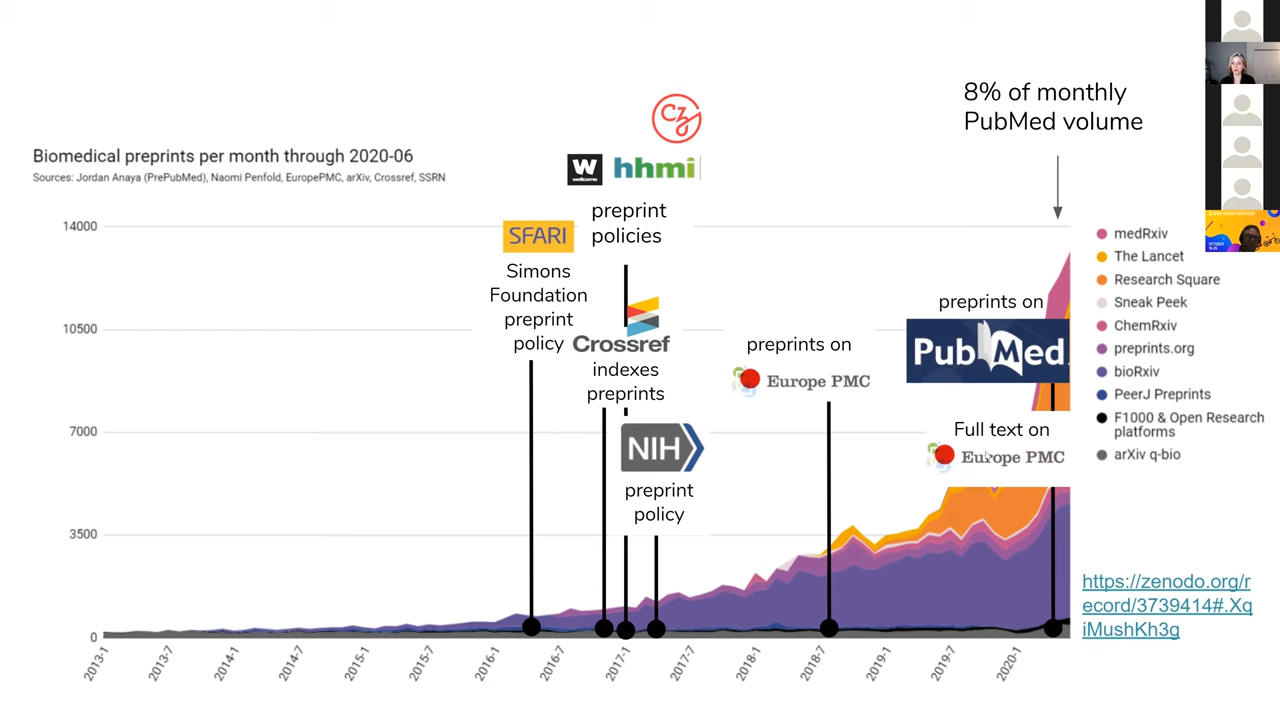 8% of monthly
PubMed volume
Biomedical preprints per month through 2020-06
Sources: Jordan Anaya (PrePubMed), Naomi Penfold, EuropePMC, arXiv, Crossref, SSRN
14000
10500
7000
3500
0
CZI
W
wellcome
hhmi
preprint
policies
SFARI
Simons
Foundation
preprint
policy
Crossref
indexes
preprints
NIH
preprint
policy
preprints on
Europe PMC
preprints on
PubMed
Full text on
Europe PMC
medRxiv
The Lancet
Research Square
Sneak Peek
ChemRxiv
preprints.org
bioRxiv
PeerJ Preprints
F1000 & Open Research
platforms
arXiv q-bio
https://zenodo.org/r
ecord/3739414#.Xq
iMushKh3g
2013-1
2013-7
2014-1
2014-7
2015-1
2015-7
2016-1
2016-7
2017-1
2017-7
2018-1
2018-7
2019-1
2019-7
2020-1